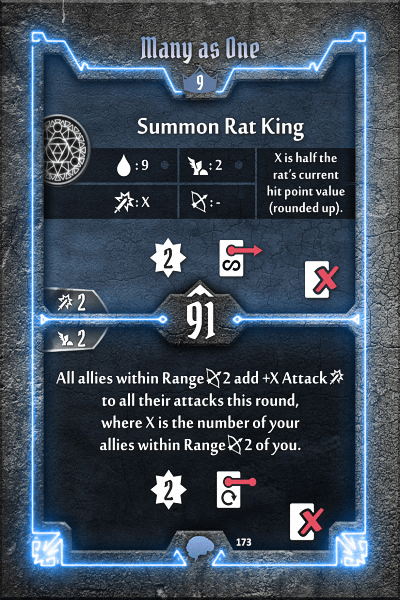 Many as One
9
Summon Rat King
: 9
: 2
: X
: -
X is half the
rat's current
hit point value
(rounded up).
2
2
91
2
All allies within Range 2 add +X Attack
to all their attacks this round,
where X is the number of your
allies within Range 2 of you.
2
173